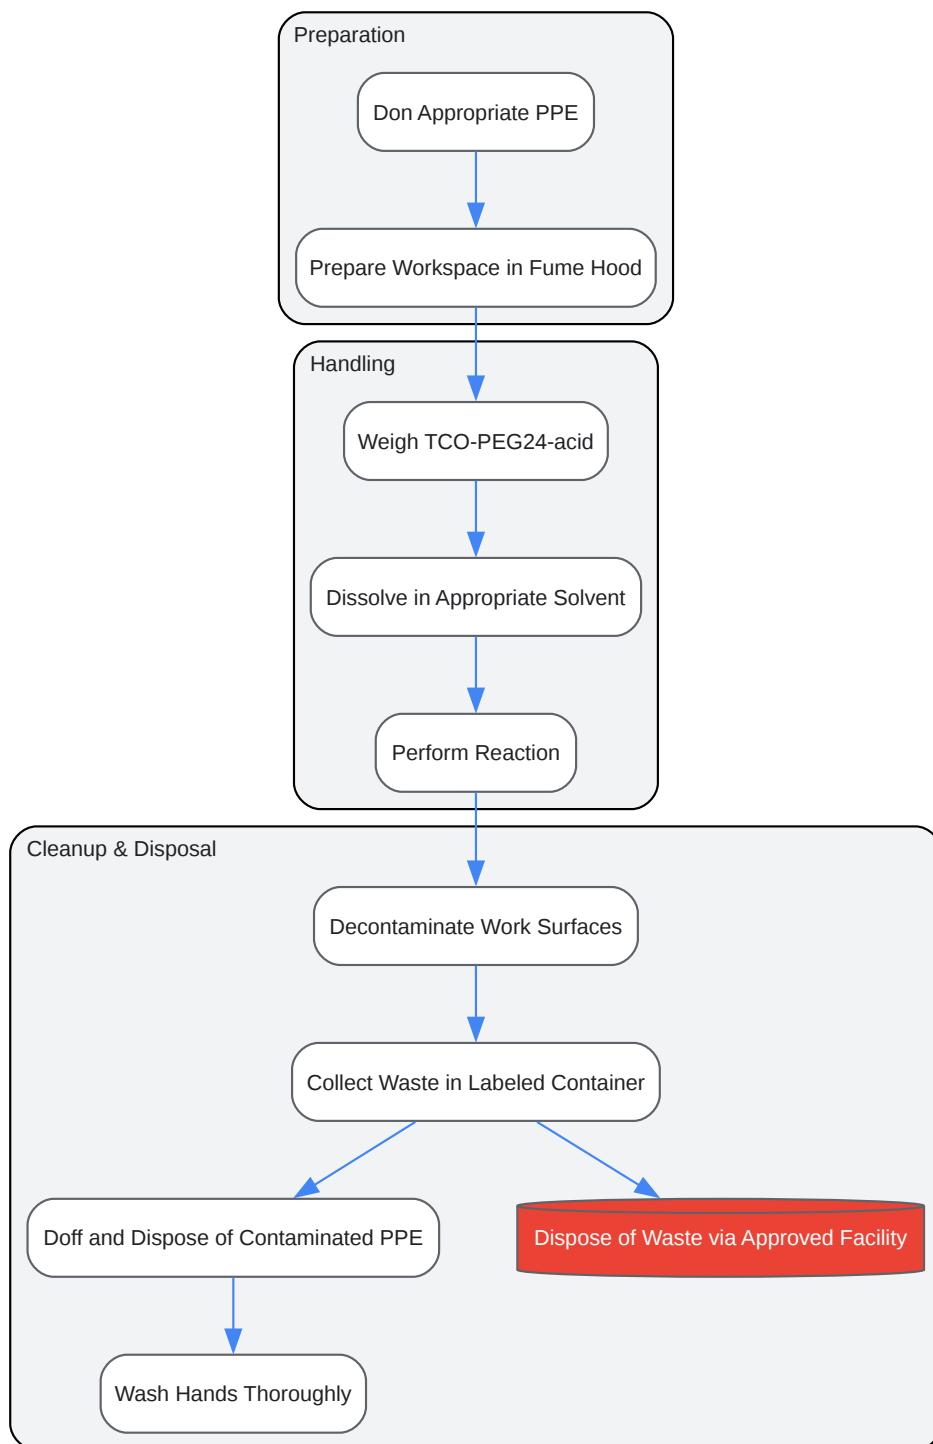 Preparation
Don Appropriate PPE
Prepare Workspace in Fume Hood
Handling
Weigh TCO-PEG24-acid
Dissolve in Appropriate Solvent
Perform Reaction
Cleanup & Disposal
Decontaminate Work Surfaces
Collect Waste in Labeled Container
Doff and Dispose of Contaminated PPE
Dispose of Waste via Approved Facility
Wash Hands Thoroughly